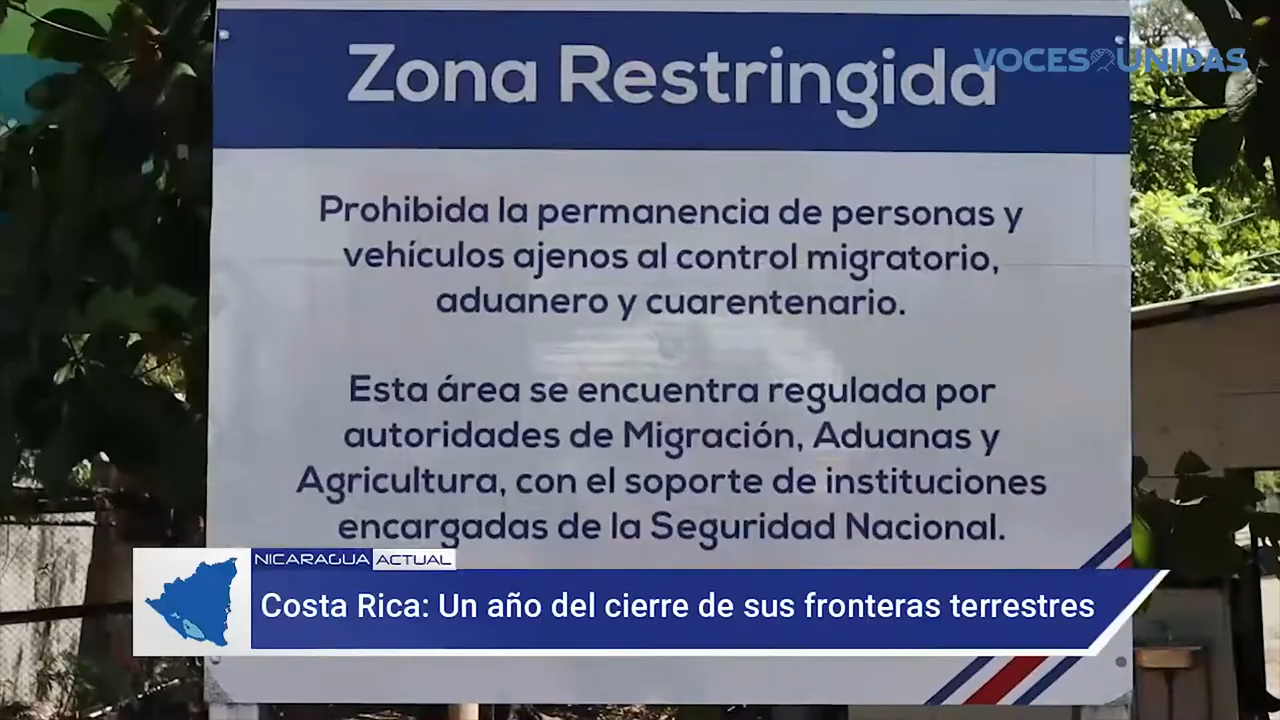 Zona Restringida
VOCES UNIDAS
Prohibida la permanencia de personas y
vehículos ajenos al control migratorio,
aduanero y cuarentenario.
Esta área se encuentra regulada por
autoridades de Migración, Aduanas y
Agricultura, con el soporte de instituciones
encargadas de la Seguridad Nacional.
NICARAGUA ACTUAL
Costa Rica: Un año del cierre de sus fronteras terrestres